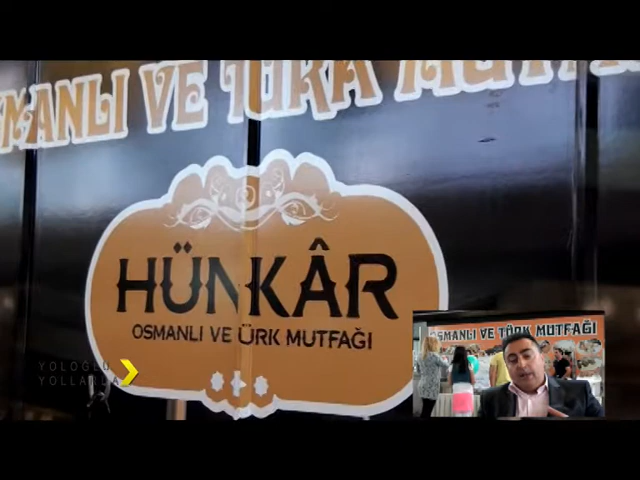 OSMANLI VE TÜRK MUTFAĞI
HÜNKÂR
OSMANLI VE ÜRK MUTFAĞI
OSMANLI VE TÜRK MUTFAĞI
YOLOĞLU
YOLLARDA